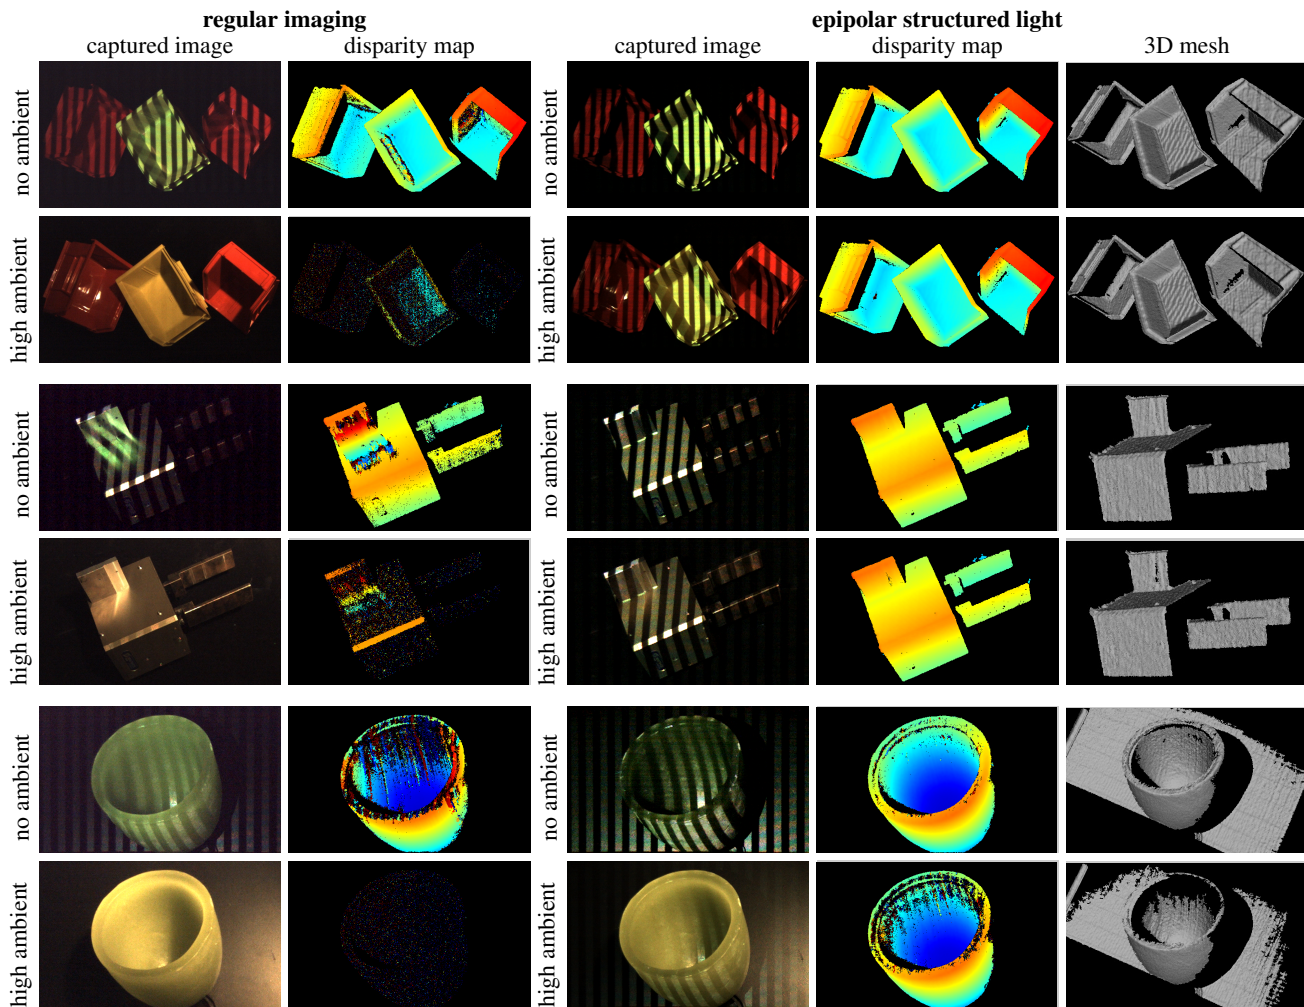 regular imaging epipolar structured light
captured image disparity map captured image disparity map 3D mesh
no ambient no ambient
high ambient high ambient
no ambient no ambient
high ambient high ambient
no ambient no ambient
high ambient high ambient